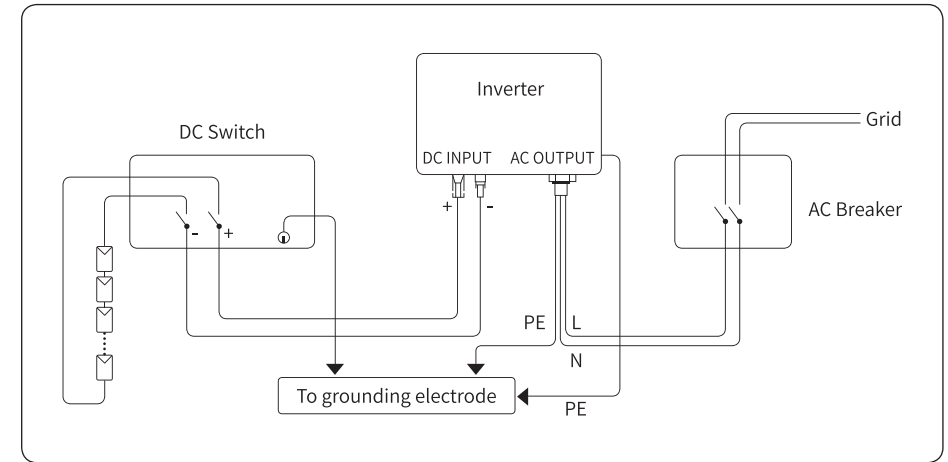 Inverter
DC INPUT
AC OUTPUT
+
-
DC Switch
-
+
Grid
AC Breaker
PE
L
N
To grounding electrode
PE